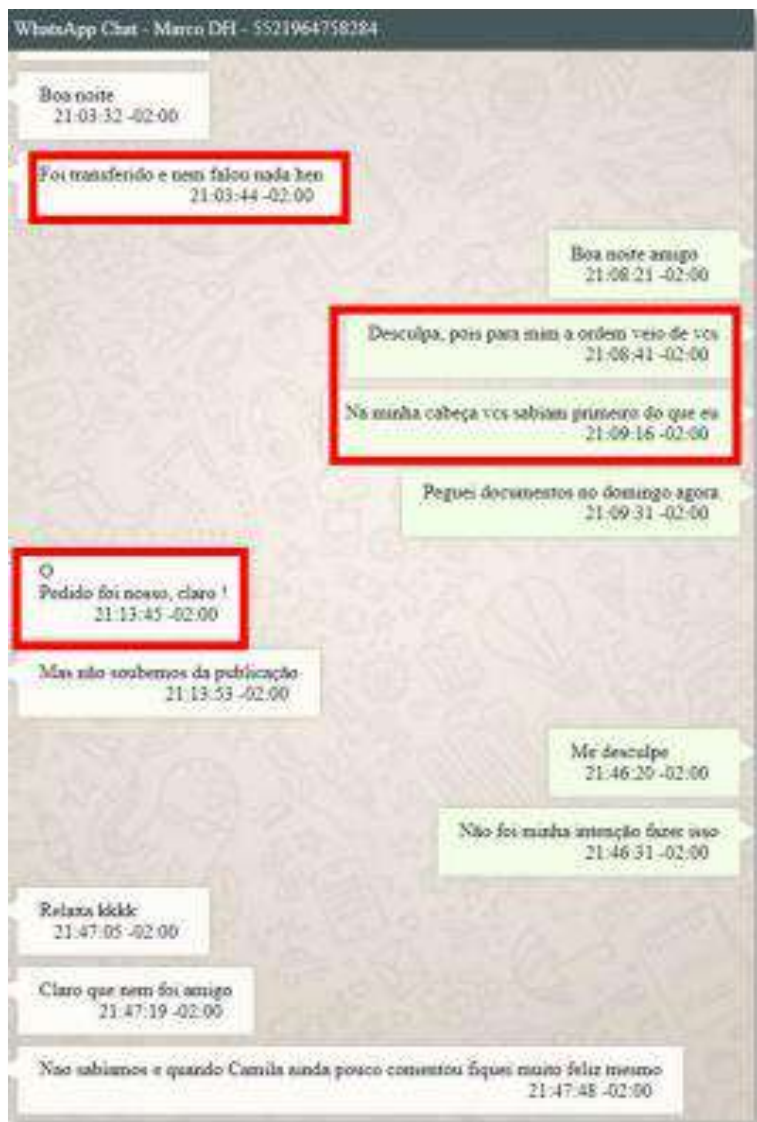 WhatsApp Chat - Marco DFI - 5521964758284
Boa noite
21:03:32 -02:00
Foi transferido e nem falou nada hen
21:03:44 -02:00
Boa noite amigo
21:08:21 -02:00
Desculpa, pois para mim a ordem veio de vcs
21:08:41 -02:00
Na minha cabeça vcs sabiam primeiro do que eu
21:09:16 -02:00
Peguei documentos no domingo agora
21:09:31 -02:00
O
Pedido foi nosso, claro !
21:13:45 -02:00
Mas não soubemos da publicação
21:13:53 -02:00
Me desculpe
21:46:20 -02:00
Não foi minha intenção fazer isso
21:46:31 -02:00
Relaxa kkkk
21:47:05 -02:00
Claro que nem foi amigo
21:47:19 -02:00
Nao sabiamos e quando Camila ainda pouco comentou fiquei muito feliz mesmo
21:47:48 -02:00